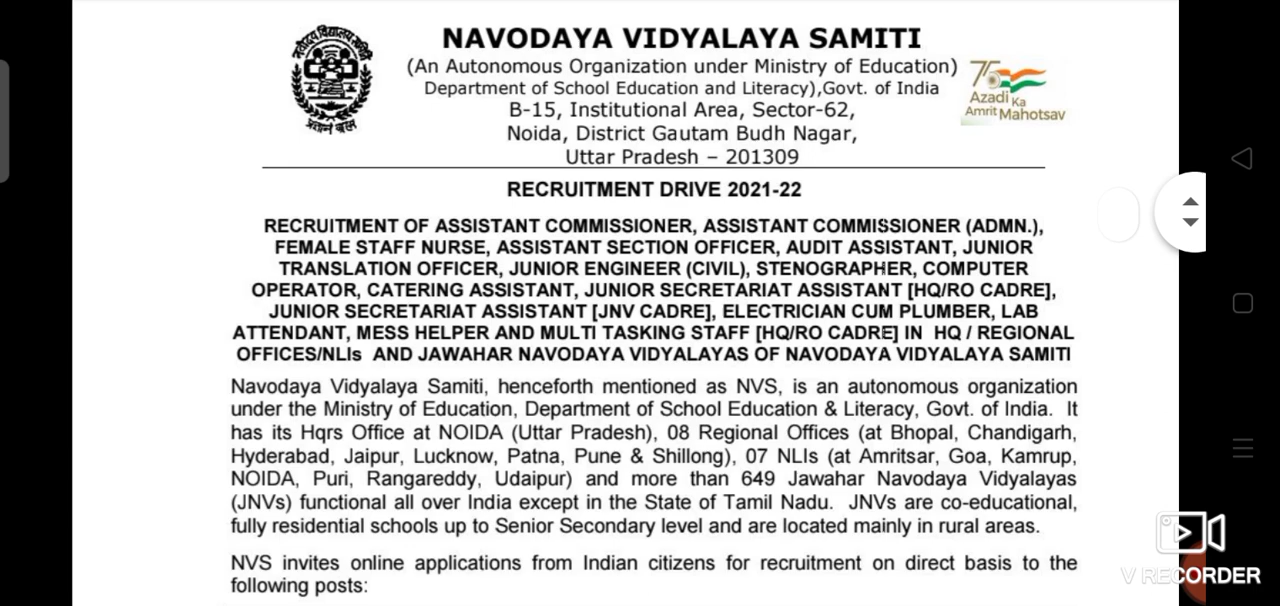 नवोदय विद्यालय समिति
प्रज्ञानं ब्रह्म
NAVODAYA VIDYALAYA SAMITI
(An Autonomous Organization under Ministry of Education)
Department of School Education and Literacy),Govt. of India
B-15, Institutional Area, Sector-62,
Noida, District Gautam Budh Nagar,
Uttar Pradesh – 201309
75
Azadi Ka
Amrit Mahotsav
RECRUITMENT DRIVE 2021-22
RECRUITMENT OF ASSISTANT COMMISSIONER, ASSISTANT COMMISSIONER (ADMN.),
FEMALE STAFF NURSE, ASSISTANT SECTION OFFICER, AUDIT ASSISTANT, JUNIOR
TRANSLATION OFFICER, JUNIOR ENGINEER (CIVIL), STENOGRAPHER, COMPUTER
OPERATOR, CATERING ASSISTANT, JUNIOR SECRETARIAT ASSISTANT [HQ/RO CADRE],
JUNIOR SECRETARIAT ASSISTANT [JNV CADRE], ELECTRICIAN CUM PLUMBER, LAB
ATTENDANT, MESS HELPER AND MULTI TASKING STAFF [HQ/RO CADRE] IN HQ / REGIONAL
OFFICES/NLIs AND JAWAHAR NAVODAYA VIDYALAYAS OF NAVODAYA VIDYALAYA SAMITI
Navodaya Vidyalaya Samiti, henceforth mentioned as NVS, is an autonomous organization
under the Ministry of Education, Department of School Education & Literacy, Govt. of India. It
has its Hqrs Office at NOIDA (Uttar Pradesh), 08 Regional Offices (at Bhopal, Chandigarh,
Hyderabad, Jaipur, Lucknow, Patna, Pune & Shillong), 07 NLIs (at Amritsar, Goa, Kamrup,
NOIDA, Puri, Rangareddy, Udaipur) and more than 649 Jawahar Navodaya Vidyalayas
(JNVs) functional all over India except in the State of Tamil Nadu. JNVs are co-educational,
fully residential schools up to Senior Secondary level and are located mainly in rural areas.
NVS invites online applications from Indian citizens for recruitment on direct basis to the
following posts:
V RECORDER